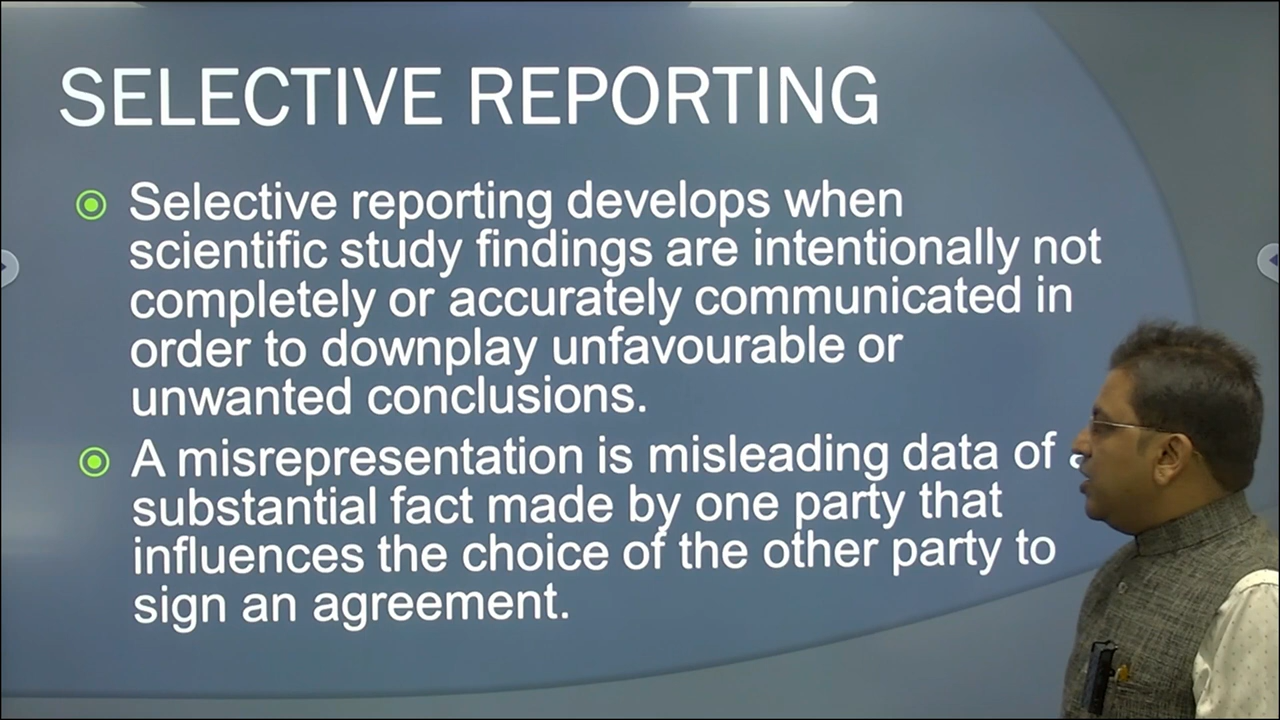 SELECTIVE REPORTING
Selective reporting develops when
scientific study findings are intentionally not
completely or accurately communicated in
order to downplay unfavourable or
unwanted conclusions.
A misrepresentation is misleading data of
substantial fact made by one party that
influences the choice of the other party to
sign an agreement.